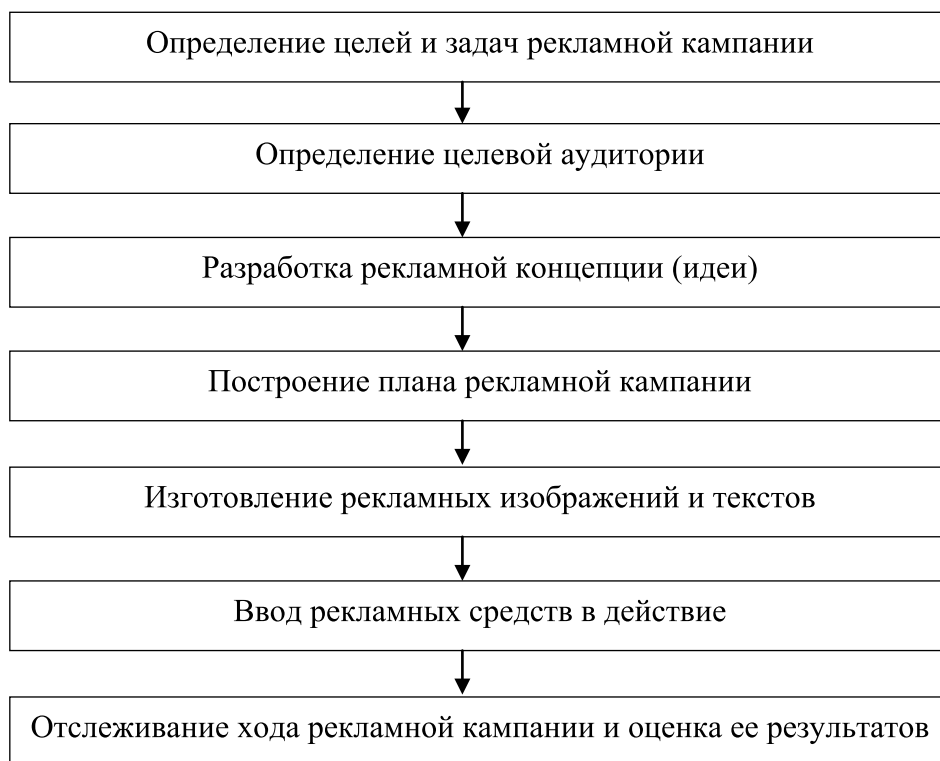 Определение целей и задач рекламной кампании
Определение целевой аудитории
Разработка рекламной концепции (идеи)
Построение плана рекламной кампании
Изготовление рекламных изображений и текстов
Ввод рекламных средств в действие
Отслеживание хода рекламной кампании и оценка ее результатов